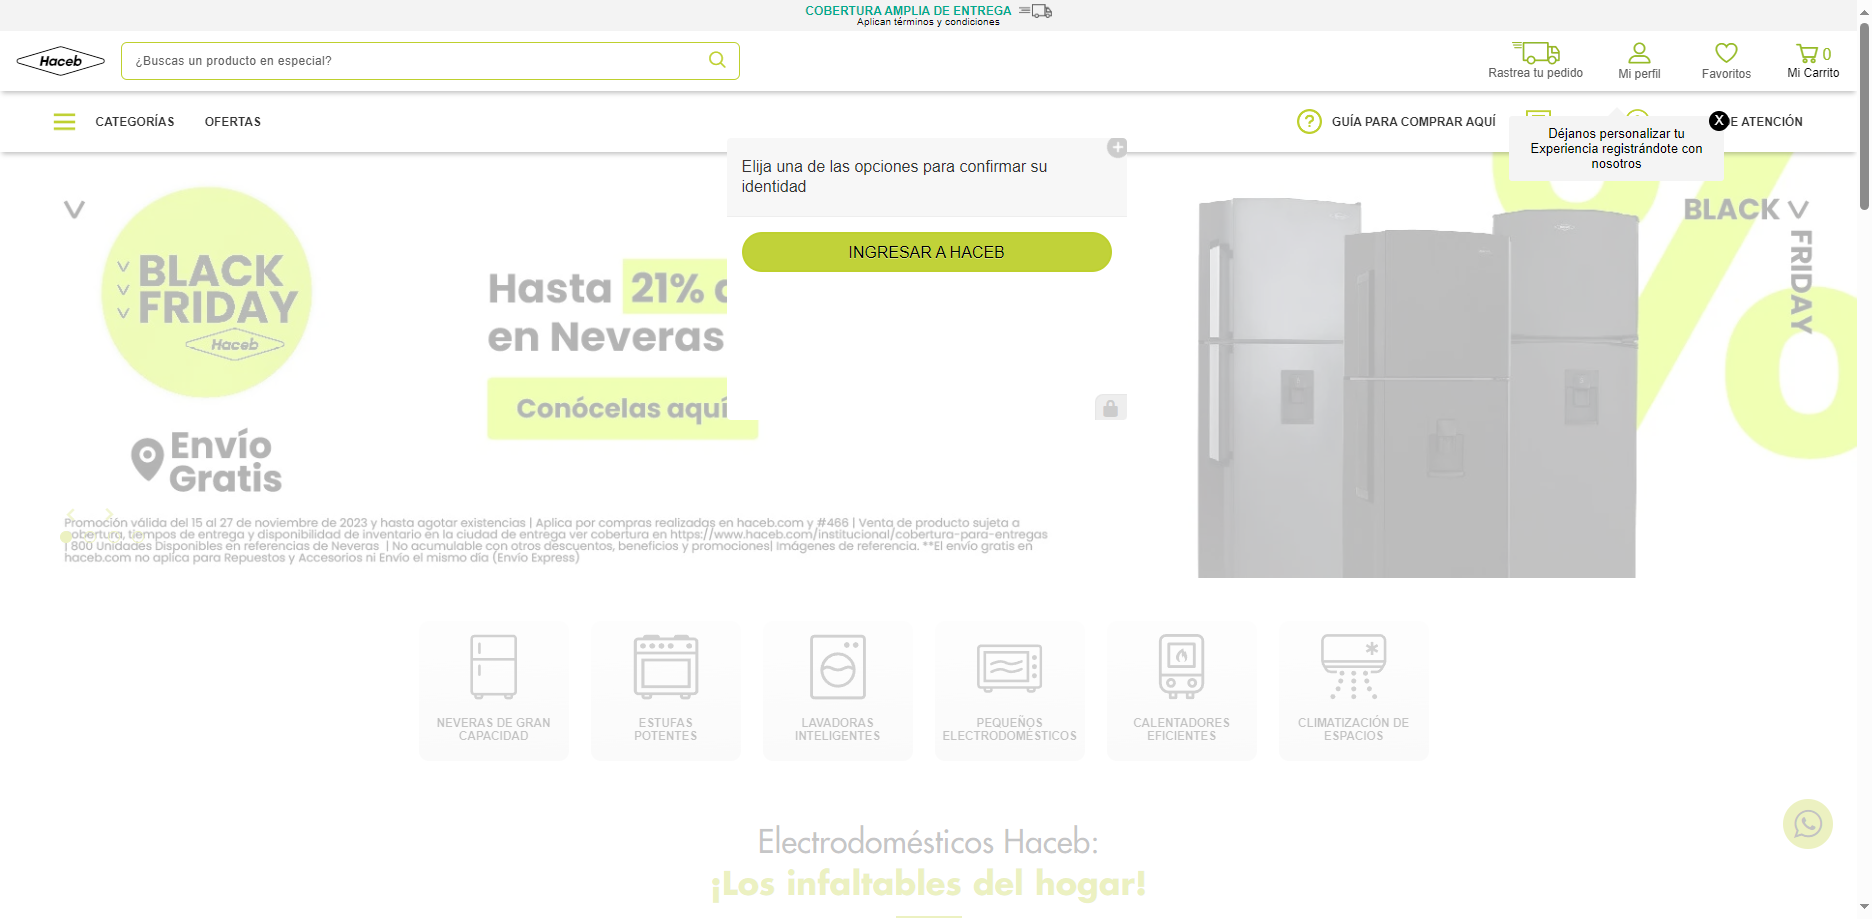 COBERTURA AMPLIA DE ENTREGA
Aplican términos y condiciones
Haceb
¿Buscas un producto en especial?
Rastrea tu pedido
Mi perfil
Favoritos
0
Mi Carrito
CATEGORÍAS
OFERTAS
GUÍA PARA COMPRAR AQUÍ
X
E ATENCIÓN
Déjanos personalizar tu
Experiencia registrándote con
nosotros
Elija una de las opciones para confirmar su
identidad
INGRESAR A HACEB
BLACK
FRIDAY
Haceb
Hasta 21%
en Neveras
Conócelas aquí
Envío
Gratis
BLACK
FRIDAY
%
Promoción válida del 15 al 27 de noviembre de 2023 y hasta agotar existencias | Aplica por compras realizadas en haceb.com y #466 | Venta de producto sujeta a
cobertura, tiempos de entrega y disponibilidad de inventario en la ciudad de entrega ver cobertura en https://www.haceb.com/institucional/cobertura-para-entregas
| 800 Unidades Disponibles en referencias de Neveras | No acumulable con otros descuentos, beneficios y promociones| Imágenes de referencia. **El envío gratis en
haceb.com no aplica para Repuestos y Accesorios ni Envío el mismo día (Envío Express)
NEVERAS DE GRAN
CAPACIDAD
ESTUFAS
POTENTES
LAVADORAS
INTELIGENTES
PEQUEÑOS
ELECTRODOMÉSTICOS
CALENTADORES
EFICIENTES
CLIMATIZACIÓN DE
ESPACIOS
Electrodomésticos Haceb:
¡Los infaltables del hogar!